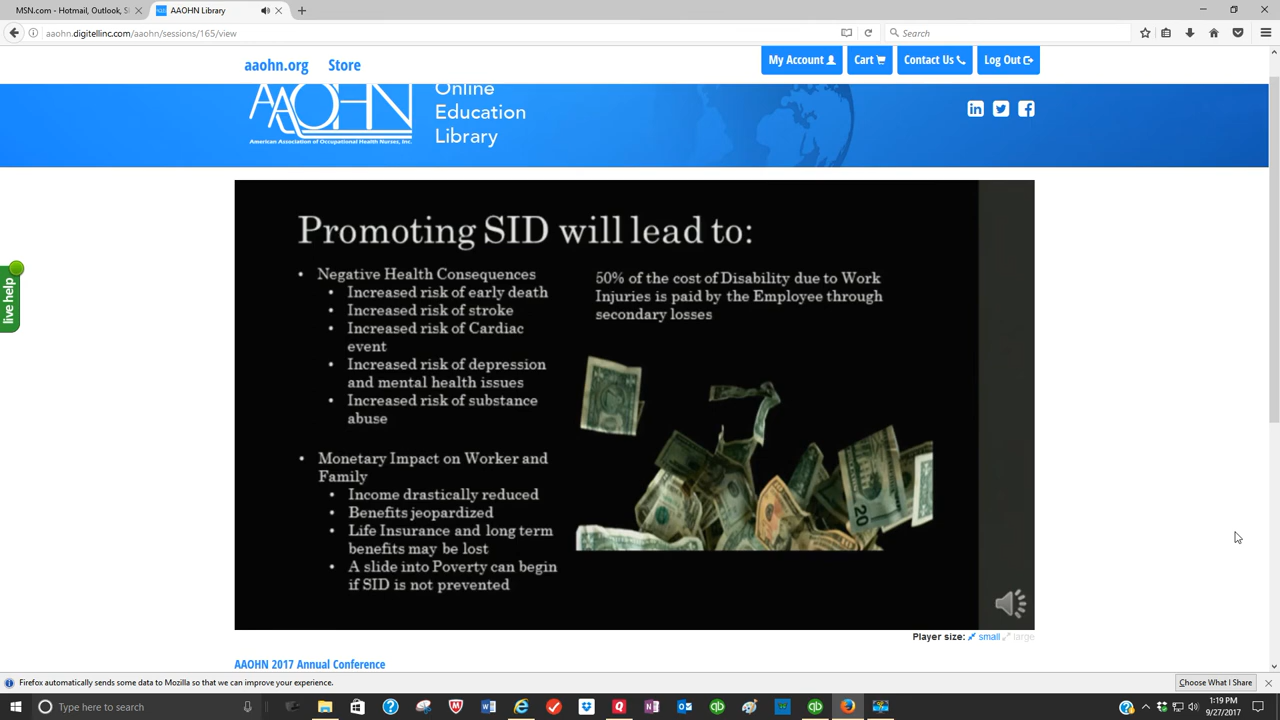 MSN.com - Hotmail, Outlook, S
AAOHN Library
aaohn.digitellinc.com/aaohn/sessions/165/view
Search
aaohn.org
Store
My Account
Cart
Contact Us
Log Out
AAOHN
American Association of Occupational Health Nurses, Inc.
Online
Education
Library
live help
Promoting SID will lead to:
• Negative Health Consequences
• Increased risk of early death
• Increased risk of stroke
• Increased risk of Cardiac
event
• Increased risk of depression
and mental health issues
• Increased risk of substance
abuse
• Monetary Impact on Worker and
Family
• Income drastically reduced
• Benefits jeopardized
• Life Insurance and long term
benefits may be lost
• A slide into Poverty can begin
if SID is not prevented
50% of the cost of Disability due to Work
Injuries is paid by the Employee through
secondary losses
20
Player size: small large
AAOHN 2017 Annual Conference
Firefox automatically sends some data to Mozilla so that we can improve your experience.
Choose What I Share
Type here to search
1:19 PM
9/27/2017